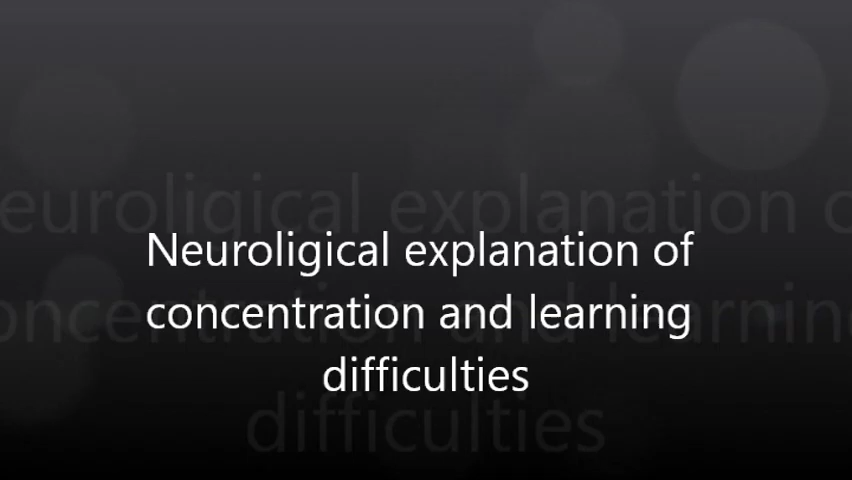 Neuroligical explanation of
concentration and learning
difficulties